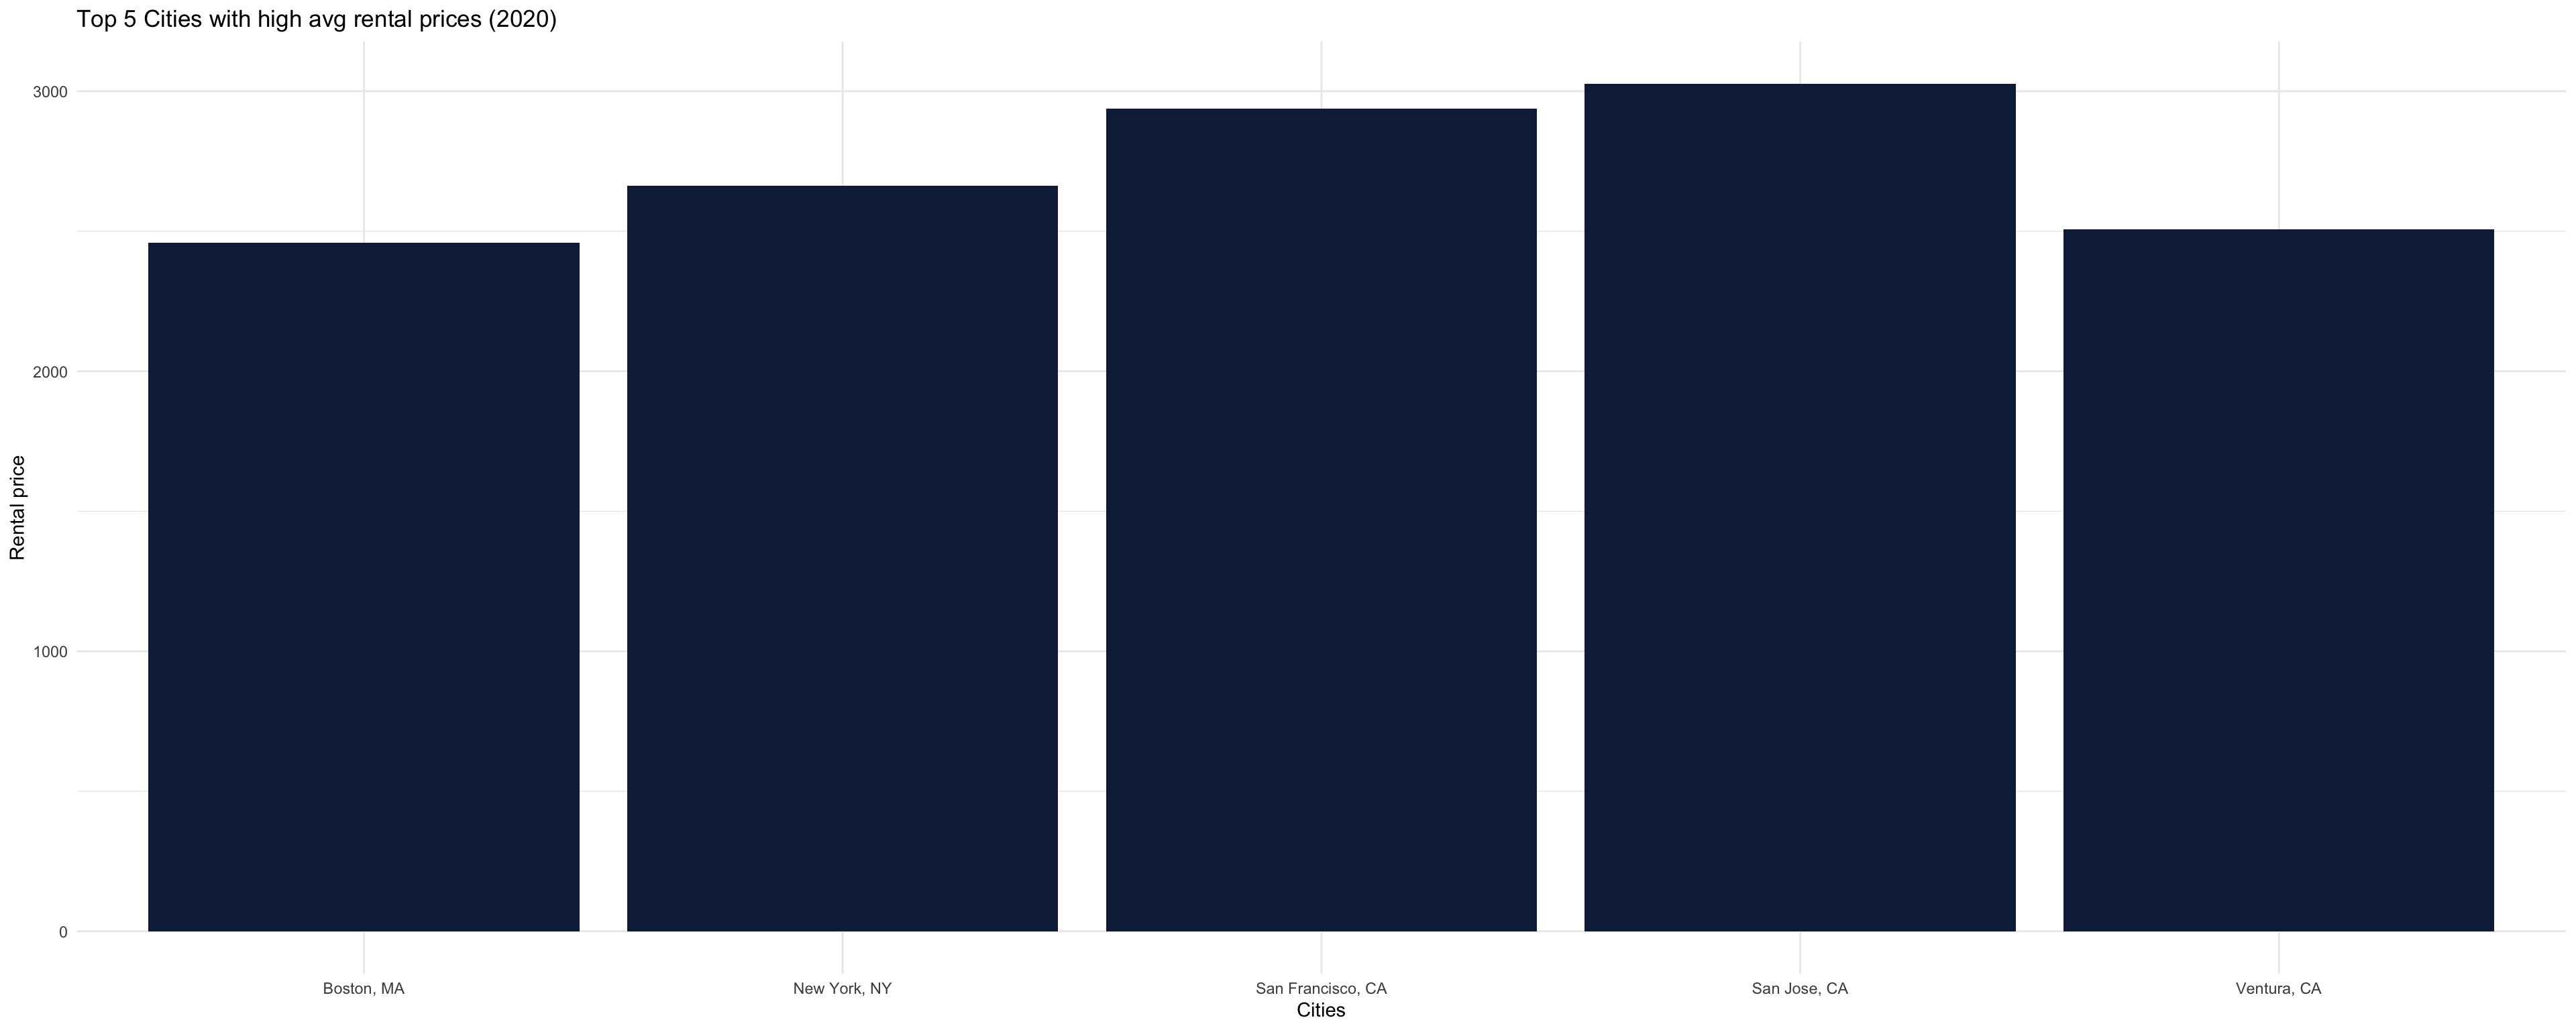 Top 5 Cities with high avg rental prices (2020)
Rental price
3000
2000
1000
0
Boston, MA
New York, NY
San Francisco, CA
San Jose, CA
Ventura, CA
Cities